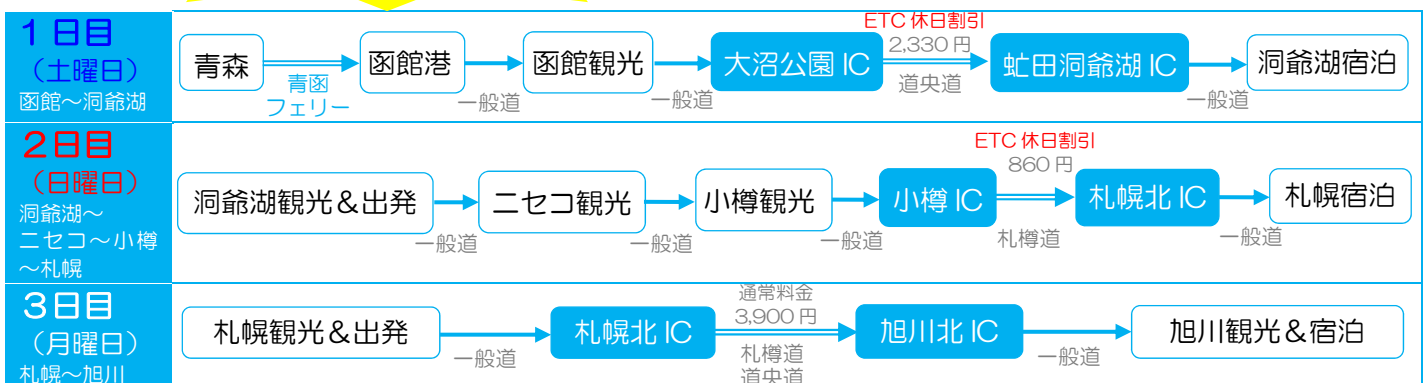 1日目
（土曜日）
函館～洞爺湖
青森
青函
フェリー
函館港
一般道
函館観光
一般道
大沼公園 IC
ETC 休日割引
2,330 円
道央道
虻田洞爺湖 IC
一般道
洞爺湖宿泊
2日目
（日曜日）
洞爺湖～
ニセコ～小樽
～札幌
洞爺湖観光＆出発
一般道
ニセコ観光
一般道
小樽観光
一般道
小樽 IC
ETC 休日割引
860 円
札樽道
札幌北 IC
一般道
札幌宿泊
3日目
（月曜日）
札幌～旭川
札幌観光＆出発
一般道
札幌北 IC
通常料金
3,900 円
札樽道
道央道
旭川北 IC
一般道
旭川観光＆宿泊